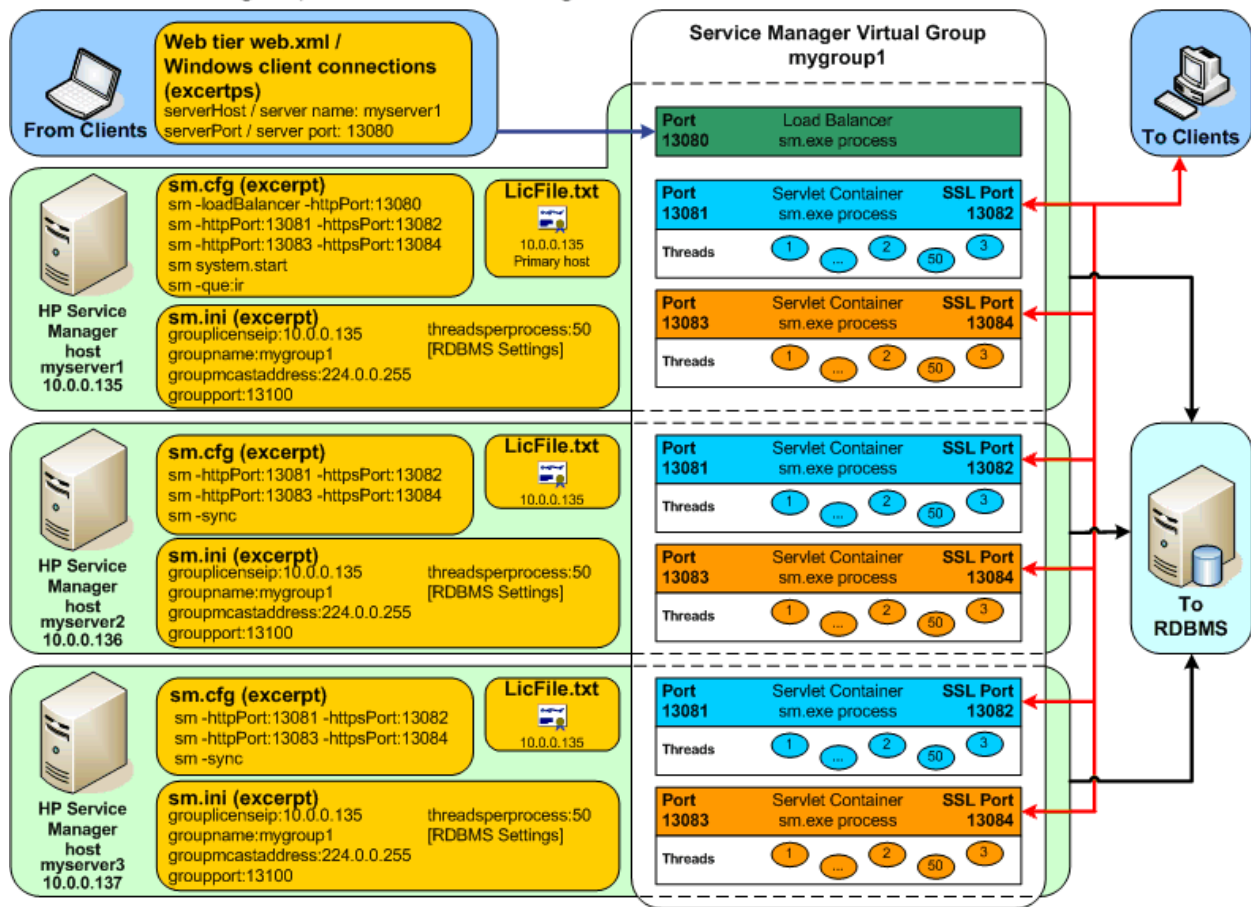 Web tier web.xml /
Windows client connections
(excertps)
serverHost / server name: myserver1
serverPort / server port: 13080
From Clients
Service Manager Virtual Group
mygroup1
To Clients
Port
13080
Load Balancer
sm.exe process
HP Service
Manager
host
myserver1
10.0.0.135
sm.cfg (excerpt)
sm -loadBalancer -httpPort:13080
sm -httpPort:13081 -httpsPort:13082
sm -httpPort:13083 -httpsPort:13084
sm system.start
sm -que:ir
LicFile.txt
10.0.0.135
Primary host
sm.ini (excerpt)
grouplicenseip:10.0.0.135
groupname:mygroup1
groupmcastaddress:224.0.0.255
groupport:13100
threadsperprocess:50
[RDBMS Settings]
Port
13081
Servlet Container
sm.exe process
SSL Port
13082
Threads
1
...
2
50
3
Port
13083
Servlet Container
sm.exe process
SSL Port
13084
Threads
1
...
2
50
3
HP Service
Manager
host
myserver2
10.0.0.136
sm.cfg (excerpt)
sm -httpPort:13081 -httpsPort:13082
sm -httpPort:13083 -httpsPort:13084
sm -sync
LicFile.txt
10.0.0.135
sm.ini (excerpt)
grouplicenseip:10.0.0.135
groupname:mygroup1
groupmcastaddress:224.0.0.255
groupport:13100
threadsperprocess:50
[RDBMS Settings]
Port
13081
Servlet Container
sm.exe process
SSL Port
13082
Threads
1
...
2
50
3
Port
13083
Servlet Container
sm.exe process
SSL Port
13084
Threads
1
...
2
50
3
To
RDBMS
HP Service
Manager
host
myserver3
10.0.0.137
sm.cfg (excerpt)
sm -httpPort:13081 -httpsPort:13082
sm -httpPort:13083 -httpsPort:13084
sm -sync
LicFile.txt
10.0.0.135
sm.ini (excerpt)
grouplicenseip:10.0.0.135
groupname:mygroup1
groupmcastaddress:224.0.0.255
groupport:13100
threadsperprocess:50
[RDBMS Settings]
Port
13081
Servlet Container
sm.exe process
SSL Port
13082
Threads
1
...
2
50
3
Port
13083
Servlet Container
sm.exe process
SSL Port
13084
Threads
1
...
2
50
3